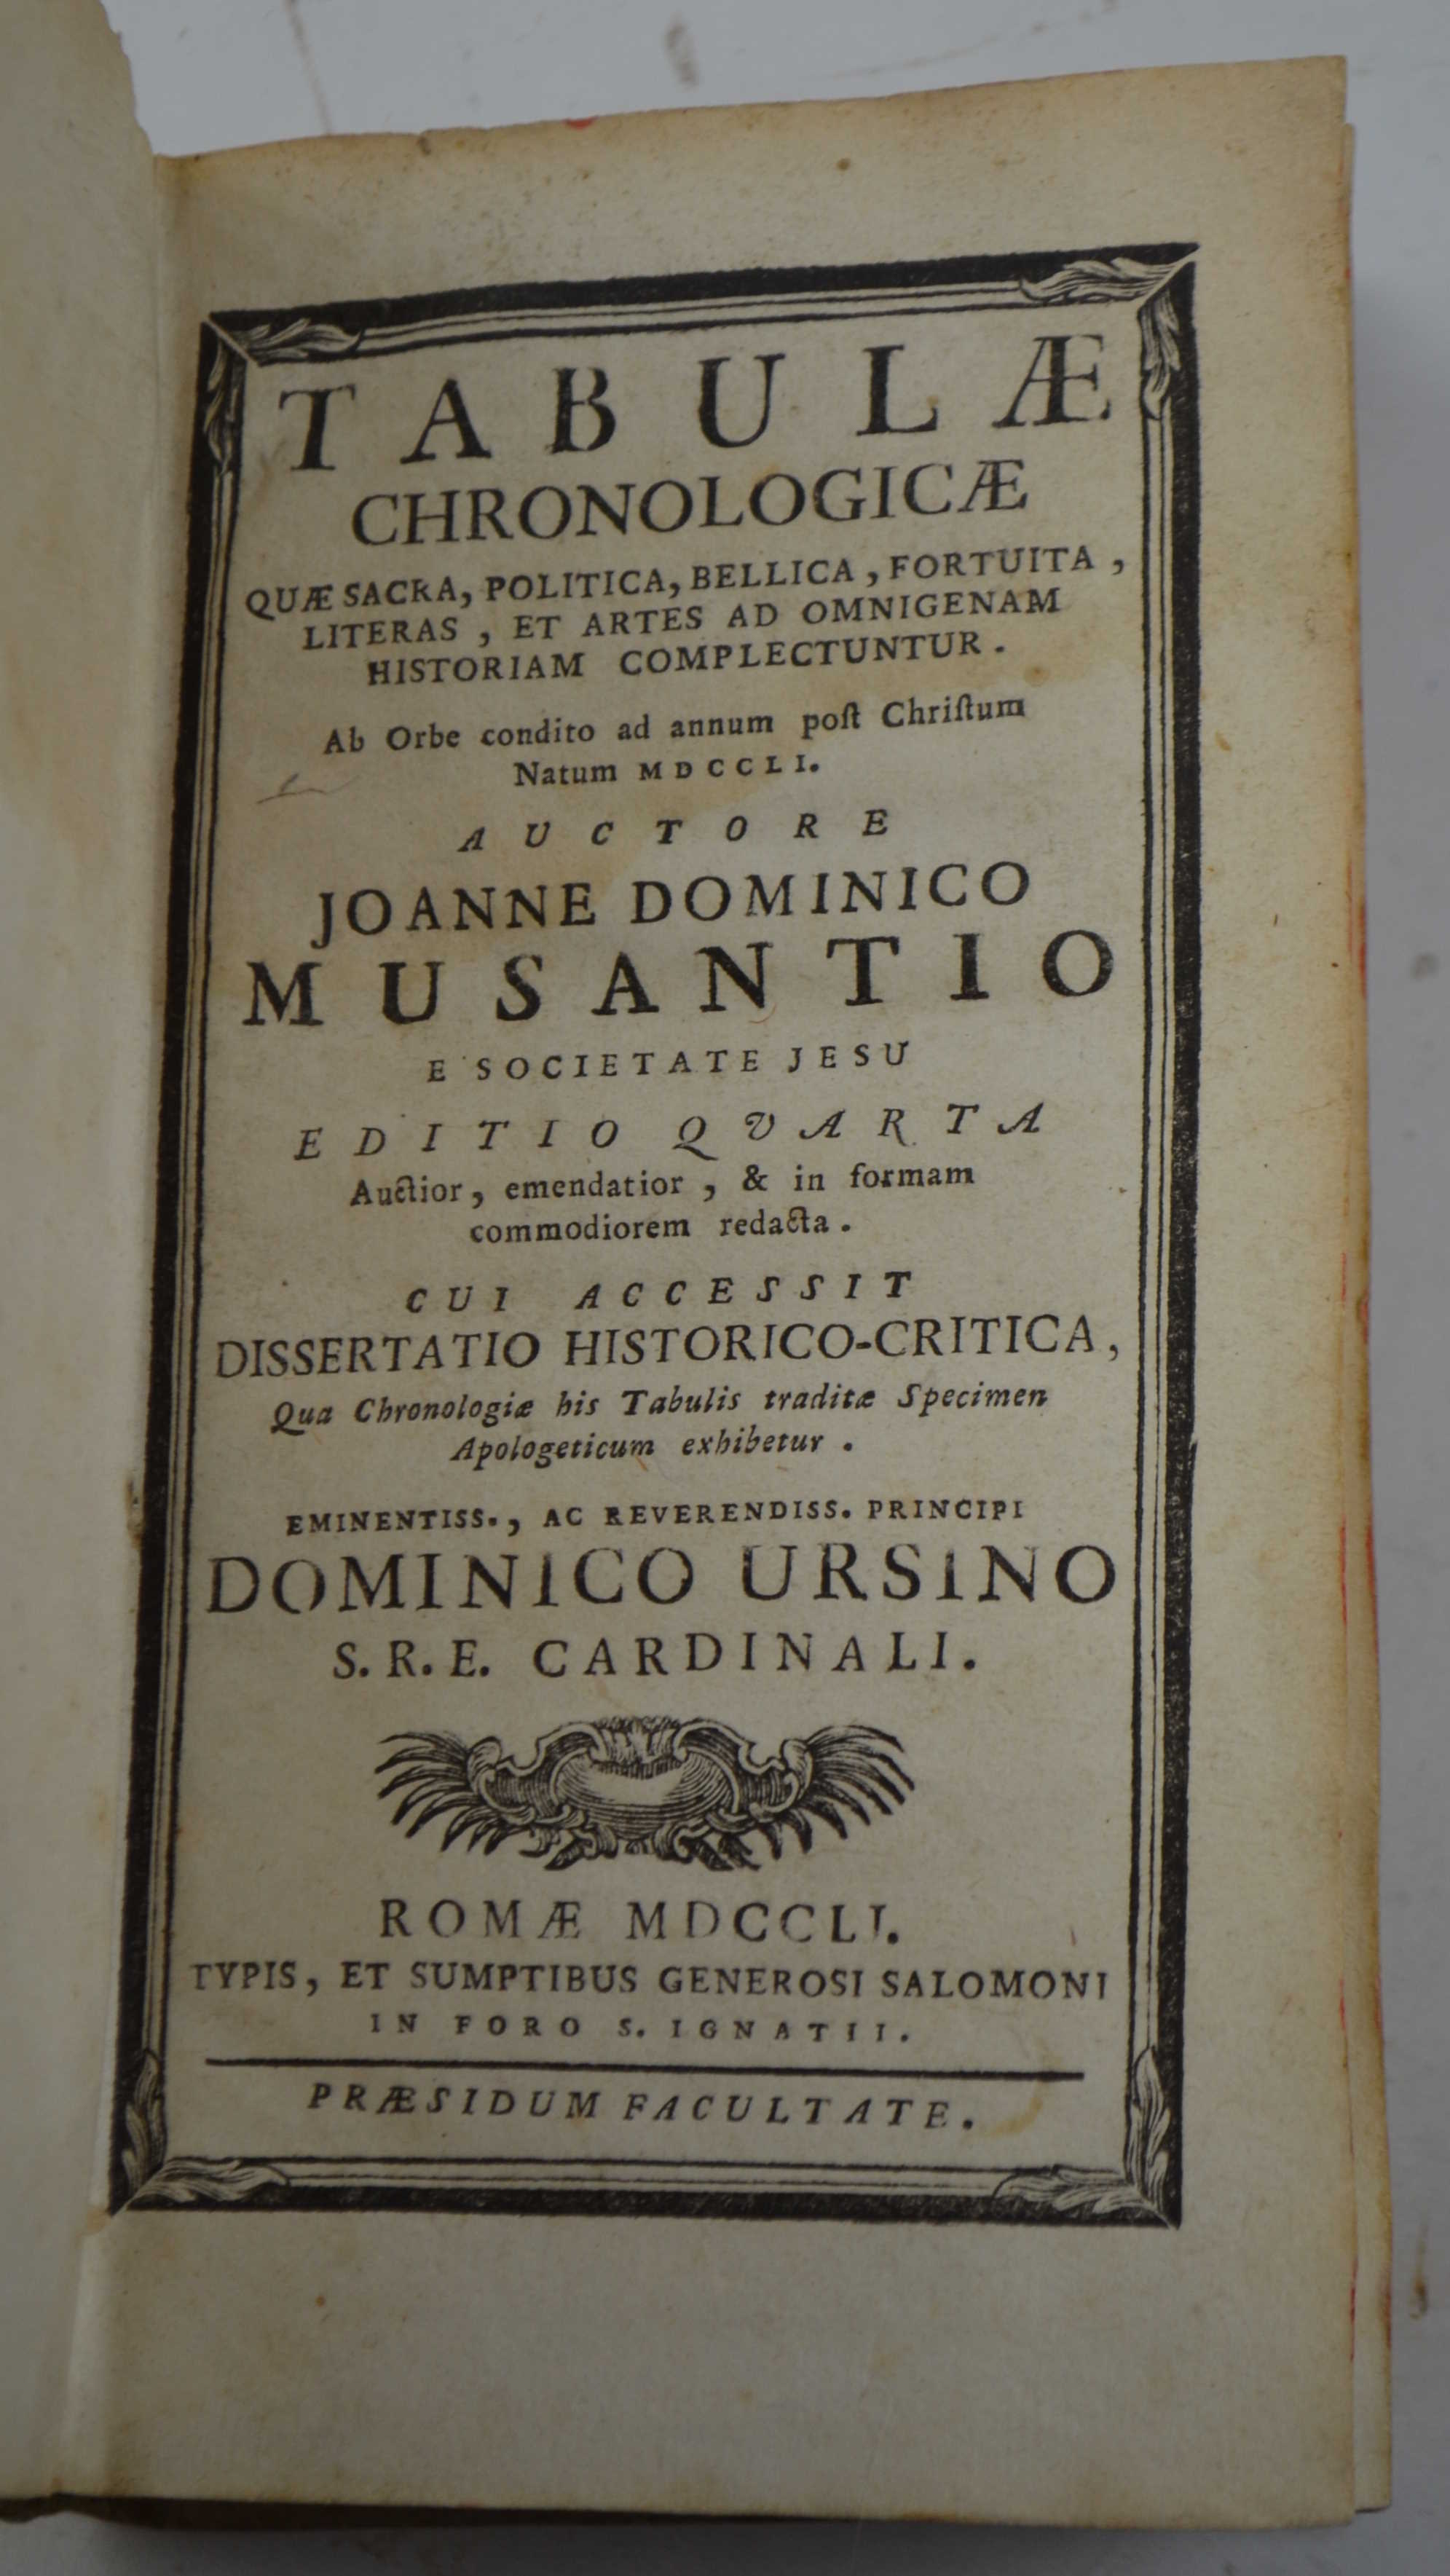 TABULÆ
CHRONOLOGICÆ
QUÆ SACRA, POLITICA, BELLICA, FORTUITA,
LITERAS, ET ARTES AD OMNIGENAM
HISTORIAM COMPLECTUNTUR.
Ab Orbe condito ad annum poſt Chriſtum
Natum MDCCLI.
AUCTORE
JOANNE DOMINICO
MUSANTIO
E SOCIETATE JESU
EDITIO QVARTA
Auctior, emendatior, & in formam
commodiorem redacta.
CUI ACCESSIT
DISSERTATIO HISTORICO-CRITICA,
Qua Chronologiæ his Tabulis traditæ Specimen
Apologeticum exhibetur.
EMINENTISS., AC REVERENDISS. PRINCIPI
DOMINICO URSINO
S. R. E. CARDINALI.
ROMÆ MDCCLI.
TYPIS, ET SUMPTIBUS GENEROSI SALOMONI
IN FORO S. IGNATII.
PRÆSIDUM FACULTATE.